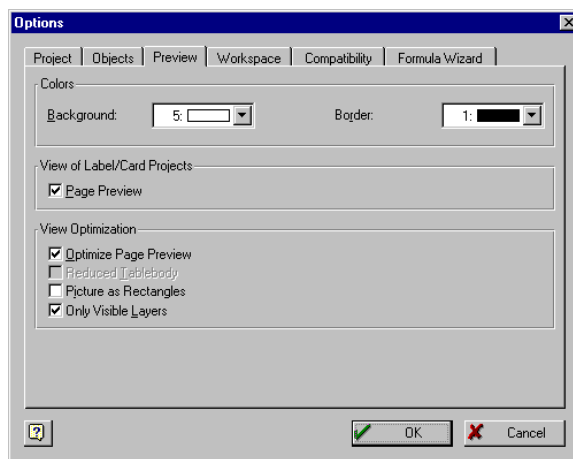 Options
Project Objects Preview Workspace Compatibility Formula Wizard
Colors
Background: 5: Border: 1:
View of Label/Card Projects
Page Preview
View Optimization
Optimize Page Preview
Reduced Tablebody
Picture as Rectangles
Only Visible Layers
? OK Cancel